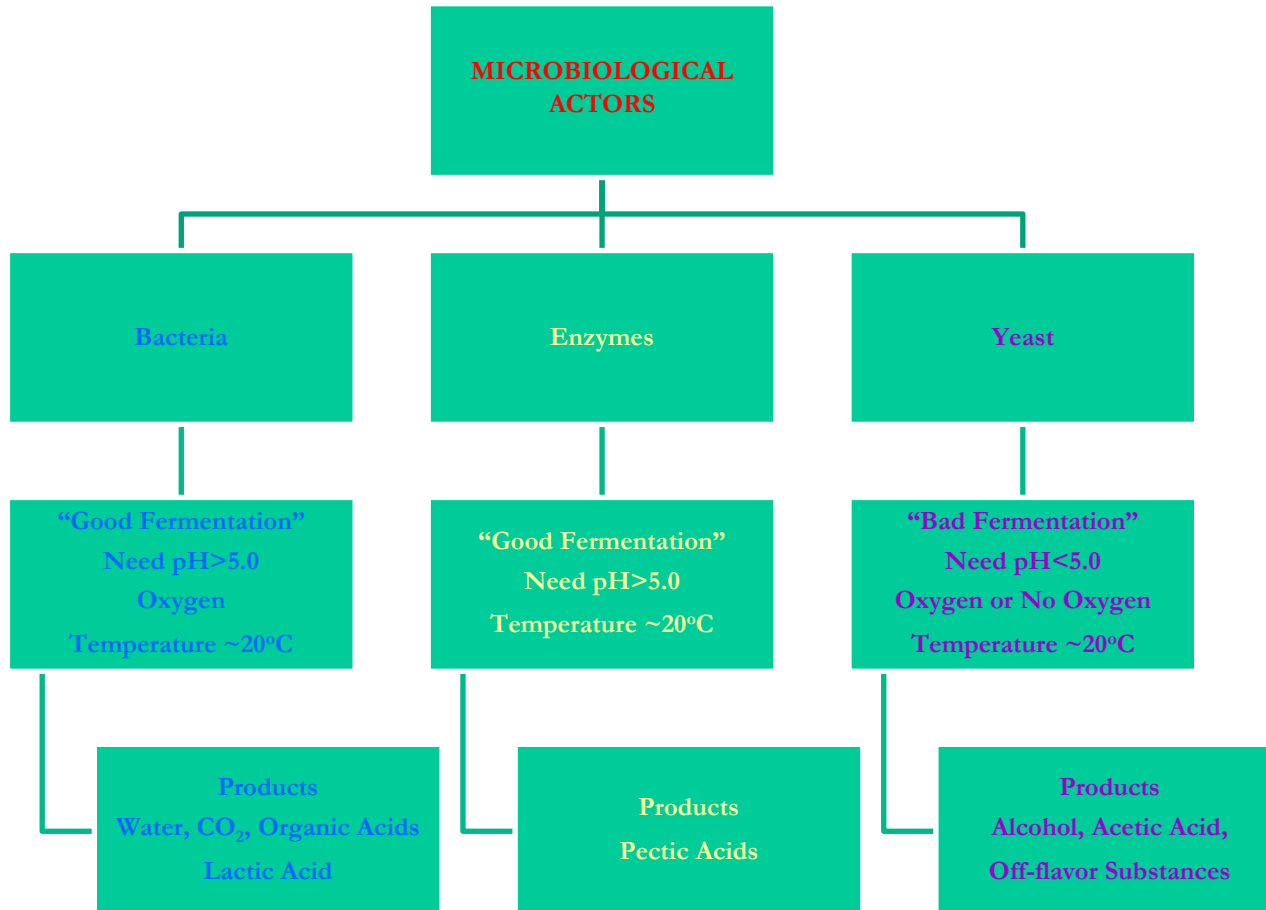 MICROBIOLOGICAL
ACTORS
Bacteria
Enzymes
Yeast
“Good Fermentation”
Need pH>5.0
Oxygen
Temperature ~20°C
“Good Fermentation”
Need pH>5.0
Temperature ~20°C
“Bad Fermentation”
Need pH<5.0
Oxygen or No Oxygen
Temperature ~20°C
Products
Water, CO₂, Organic Acids
Lactic Acid
Products
Pectic Acids
Products
Alcohol, Acetic Acid,
Off-flavor Substances